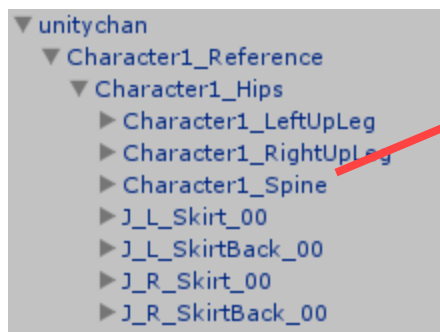 unitychan
Character1_Reference
Character1_Hips
Character1_LeftUpLeg
Character1_RightUpLeg
Character1_Spine
J_L_Skirt_00
J_L_SkirtBack_00
J_R_Skirt_00
J_R_SkirtBack_00